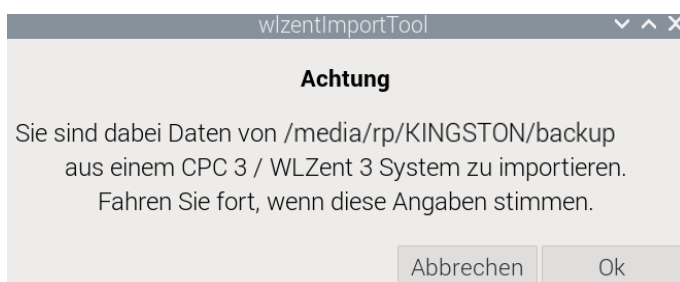 wlzentImportTool
Achtung
Sie sind dabei Daten von /media/rp/KINGSTON/backup
aus einem CPC 3 / WLZent 3 System zu importieren.
Fahren Sie fort, wenn diese Angaben stimmen.
Abbrechen Ok